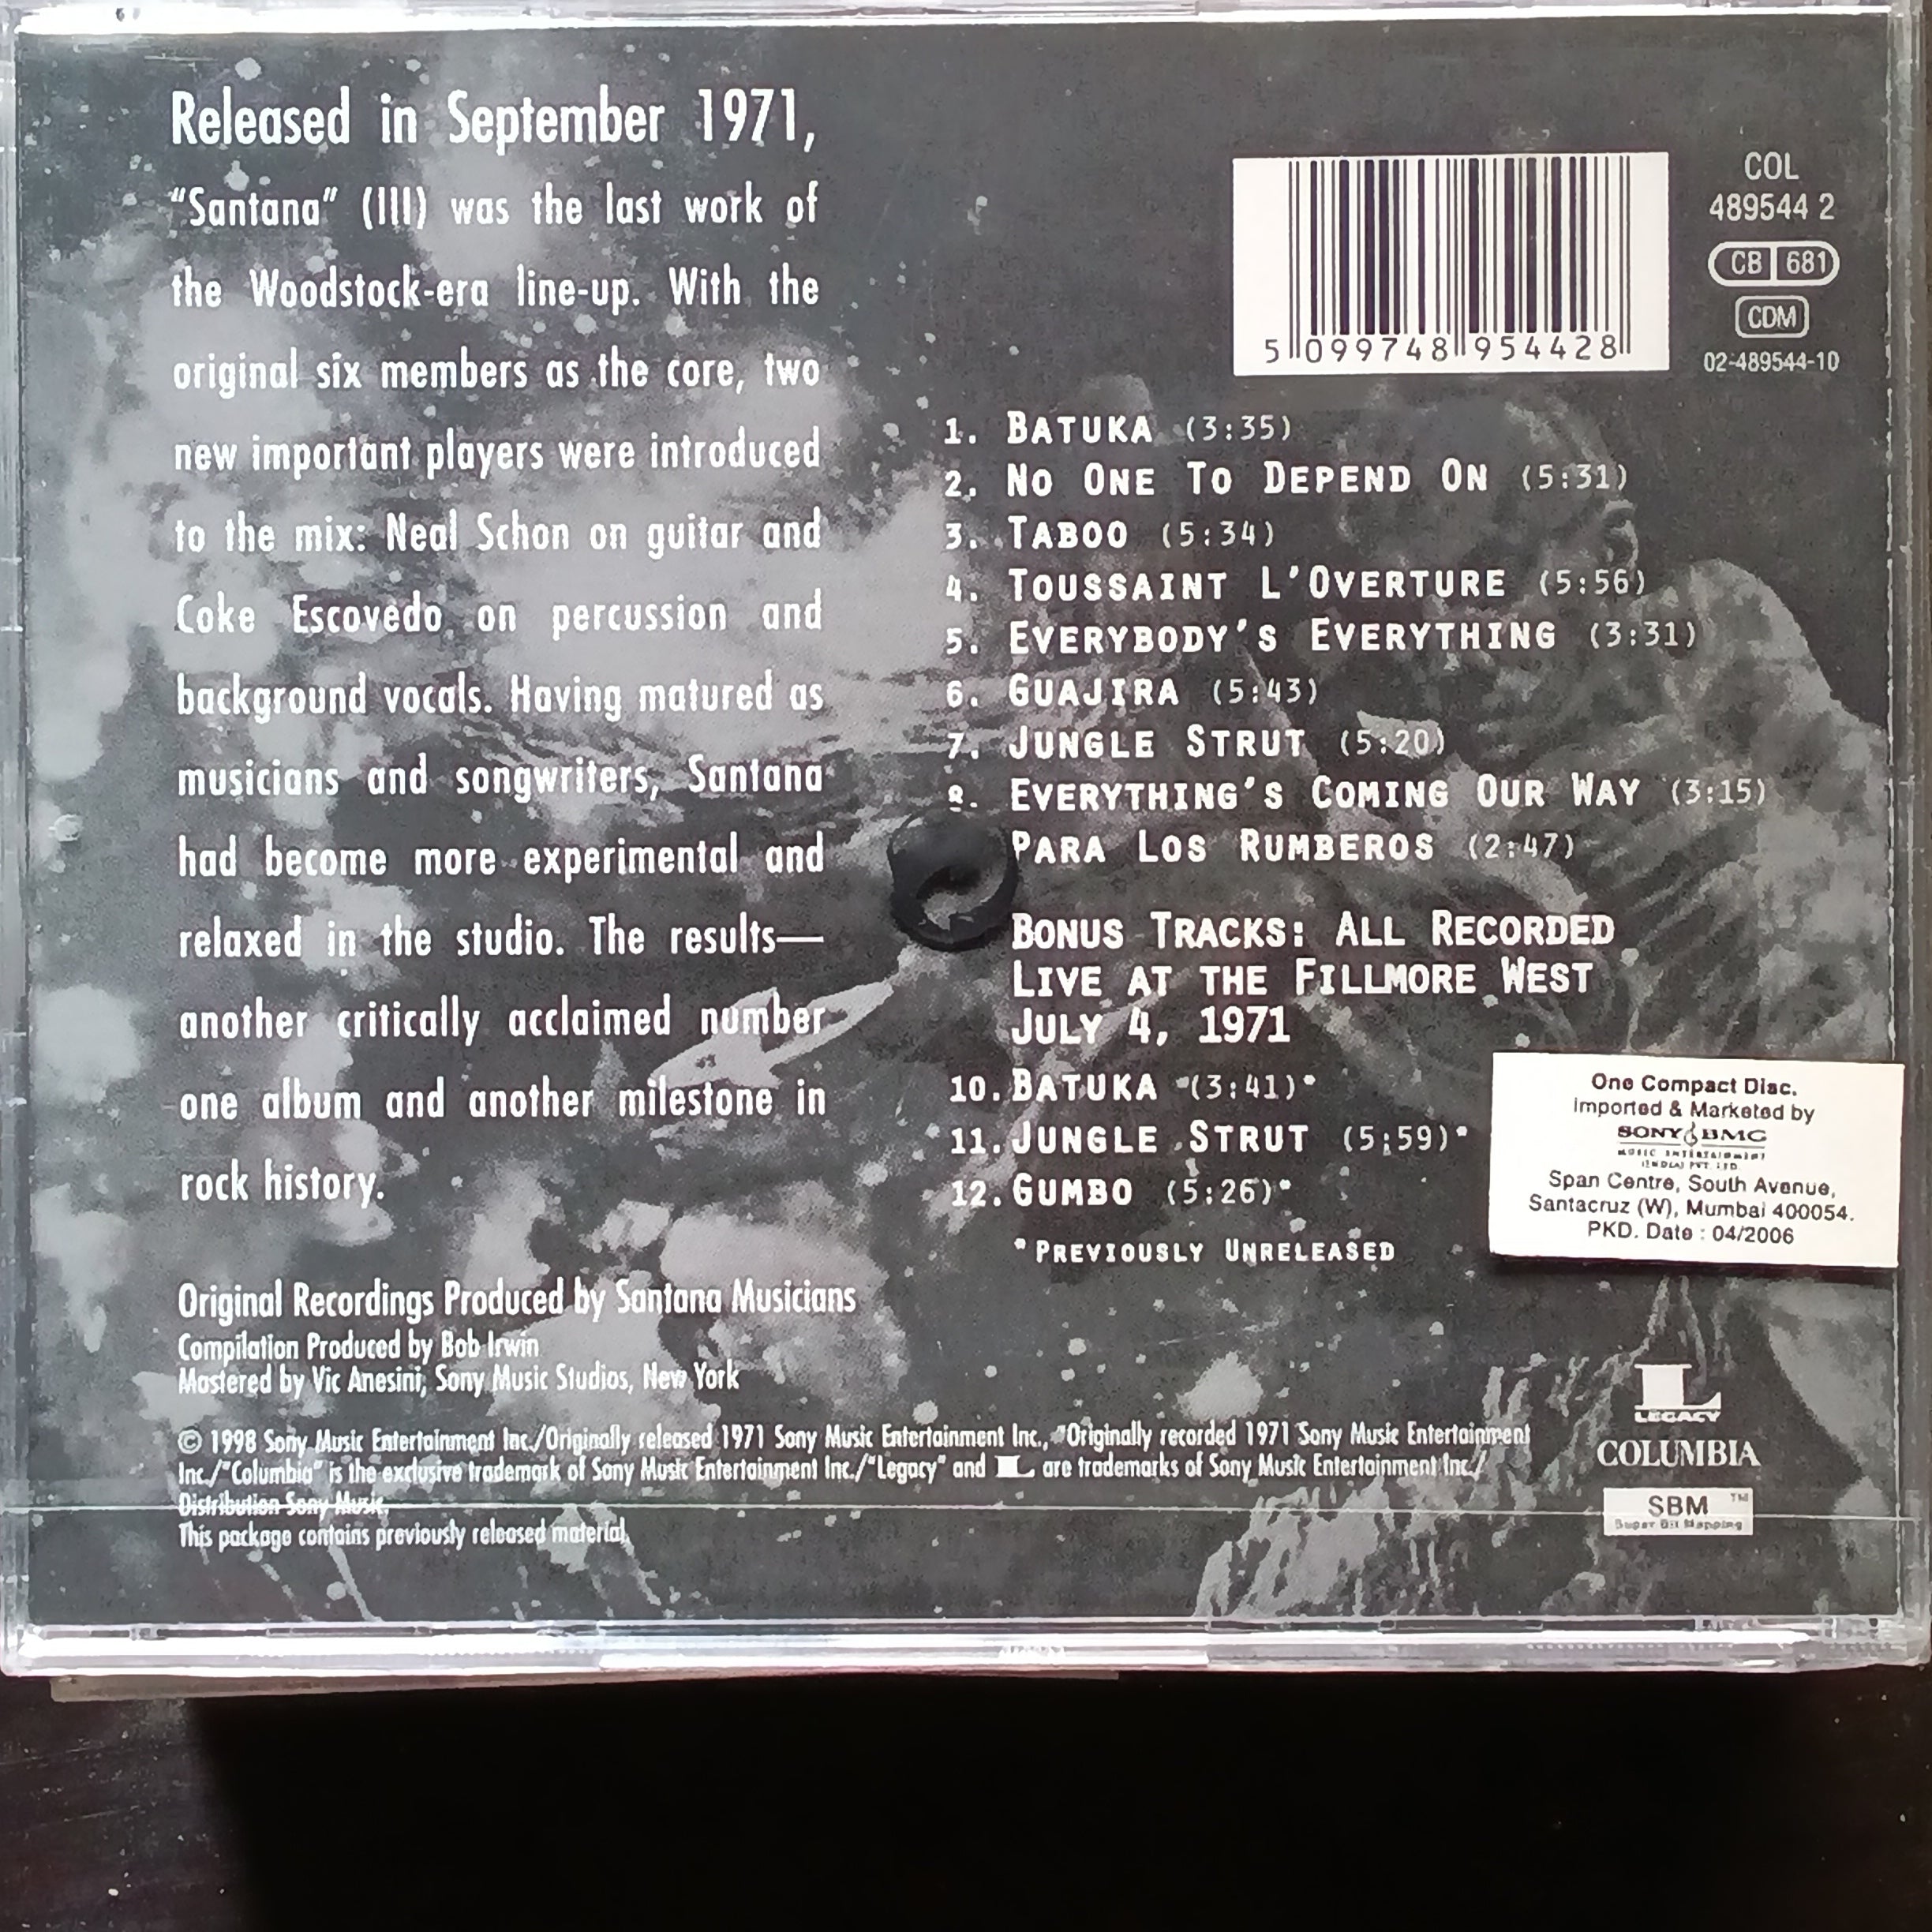 Released in September 1971,
“Santana” (III) was the last work of
the Woodstock-era line-up. With the
original six members as the core, two
new important players were introduced
to the mix: Neal Schon on guitar and
Coke Escovedo on percussion and
background vocals. Having matured as
musicians and songwriters, Santana
had become more experimental and
relaxed in the studio. The results—
another critically acclaimed number
one album and another milestone in
rock history.
Original Recordings Produced by Santana Musicians
Compilation Produced by Bob Irwin
Mastered by Vic Anesini, Sony Music Studios, New York
© 1998 Sony Music Entertainment Inc./Originally released 1971 Sony Music Entertainment Inc., *Originally recorded 1971 Sony Music Entertainment
Inc./"Columbia" is the exclusive trademark of Sony Music Entertainment Inc./"Legacy" and L are trademarks of Sony Music Entertainment Inc./
Distribution Sony Music.
This package contains previously released material.
5 099748 954428
COL
489544 2
CB 681
CDM
02-489544-10
1. BATUKA (3:35)
2. NO ONE TO DEPEND ON (5:31)
3. TABOO (5:34)
4. TOUSSAINT L'OVERTURE (5:56)
5. EVERYBODY'S EVERYTHING (3:31)
6. GUAJIRA (5:43)
7. JUNGLE STRUT (5:20)
8. EVERYTHING'S COMING OUR WAY (3:15)
PARA LOS RUMBEROS (2:47)
BONUS TRACKS: ALL RECORDED
LIVE AT THE FILLMORE WEST
JULY 4, 1971
10. BATUKA (3:41)*
11. JUNGLE STRUT (5:59)*
12. GUMBO (5:26)*
* PREVIOUSLY UNRELEASED
One Compact Disc.
Imported & Marketed by
SONY BMG
MUSIC ENTERTAINMENT
(INDIA) PVT. LTD.
Span Centre, South Avenue,
Santacruz (W), Mumbai 400054.
PKD. Date : 04/2006
L
LEGACY
COLUMBIA
SBM ™
Super Bit Mapping